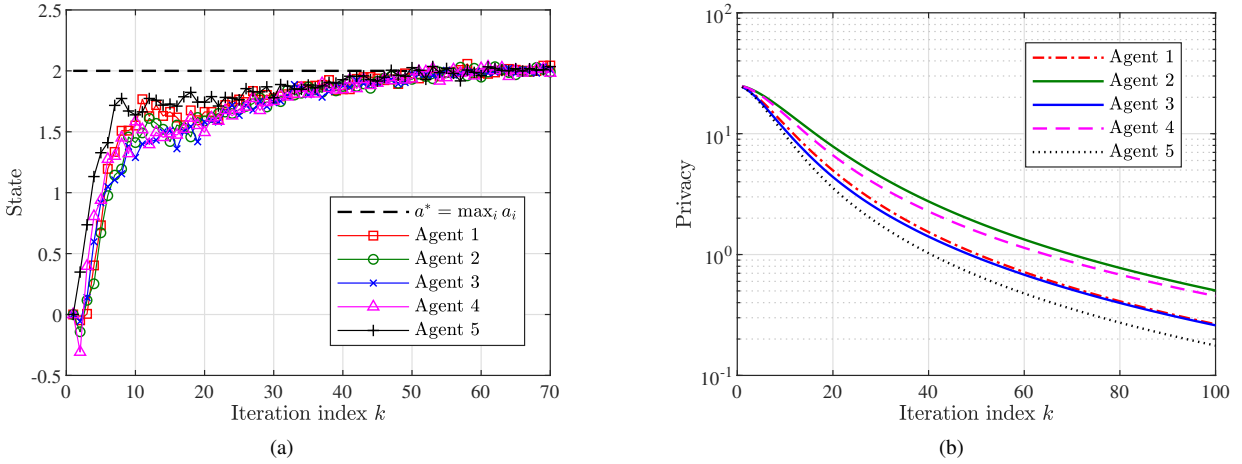 2.5
2
1.5
1
0.5
0
-0.5
State
a* = max_i a_i
Agent 1
Agent 2
Agent 3
Agent 4
Agent 5
0 10 20 30 40 50 60 70
Iteration index k
(a)
10^2
10^1
10^0
10^-1
Privacy
Agent 1
Agent 2
Agent 3
Agent 4
Agent 5
0 20 40 60 80 100
Iteration index k
(b)